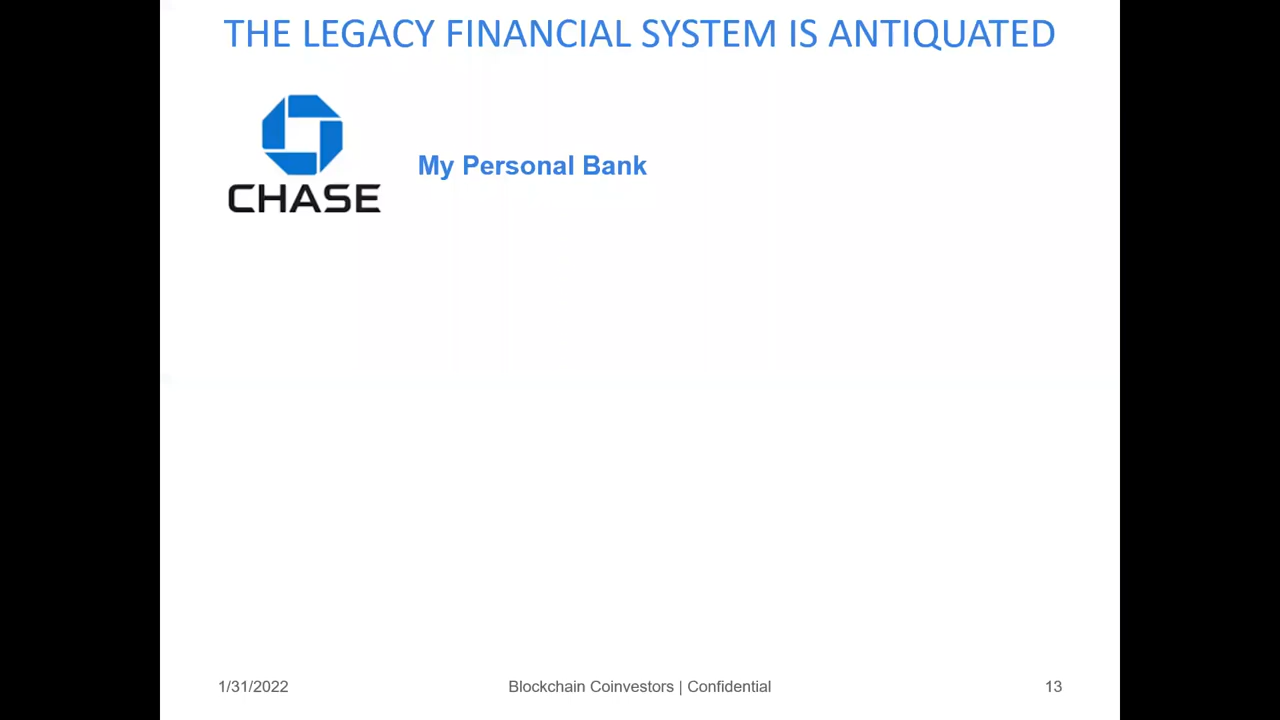 THE LEGACY FINANCIAL SYSTEM IS ANTIQUATED
CHASE
My Personal Bank
1/31/2022
Blockchain Coinvestors | Confidential
13